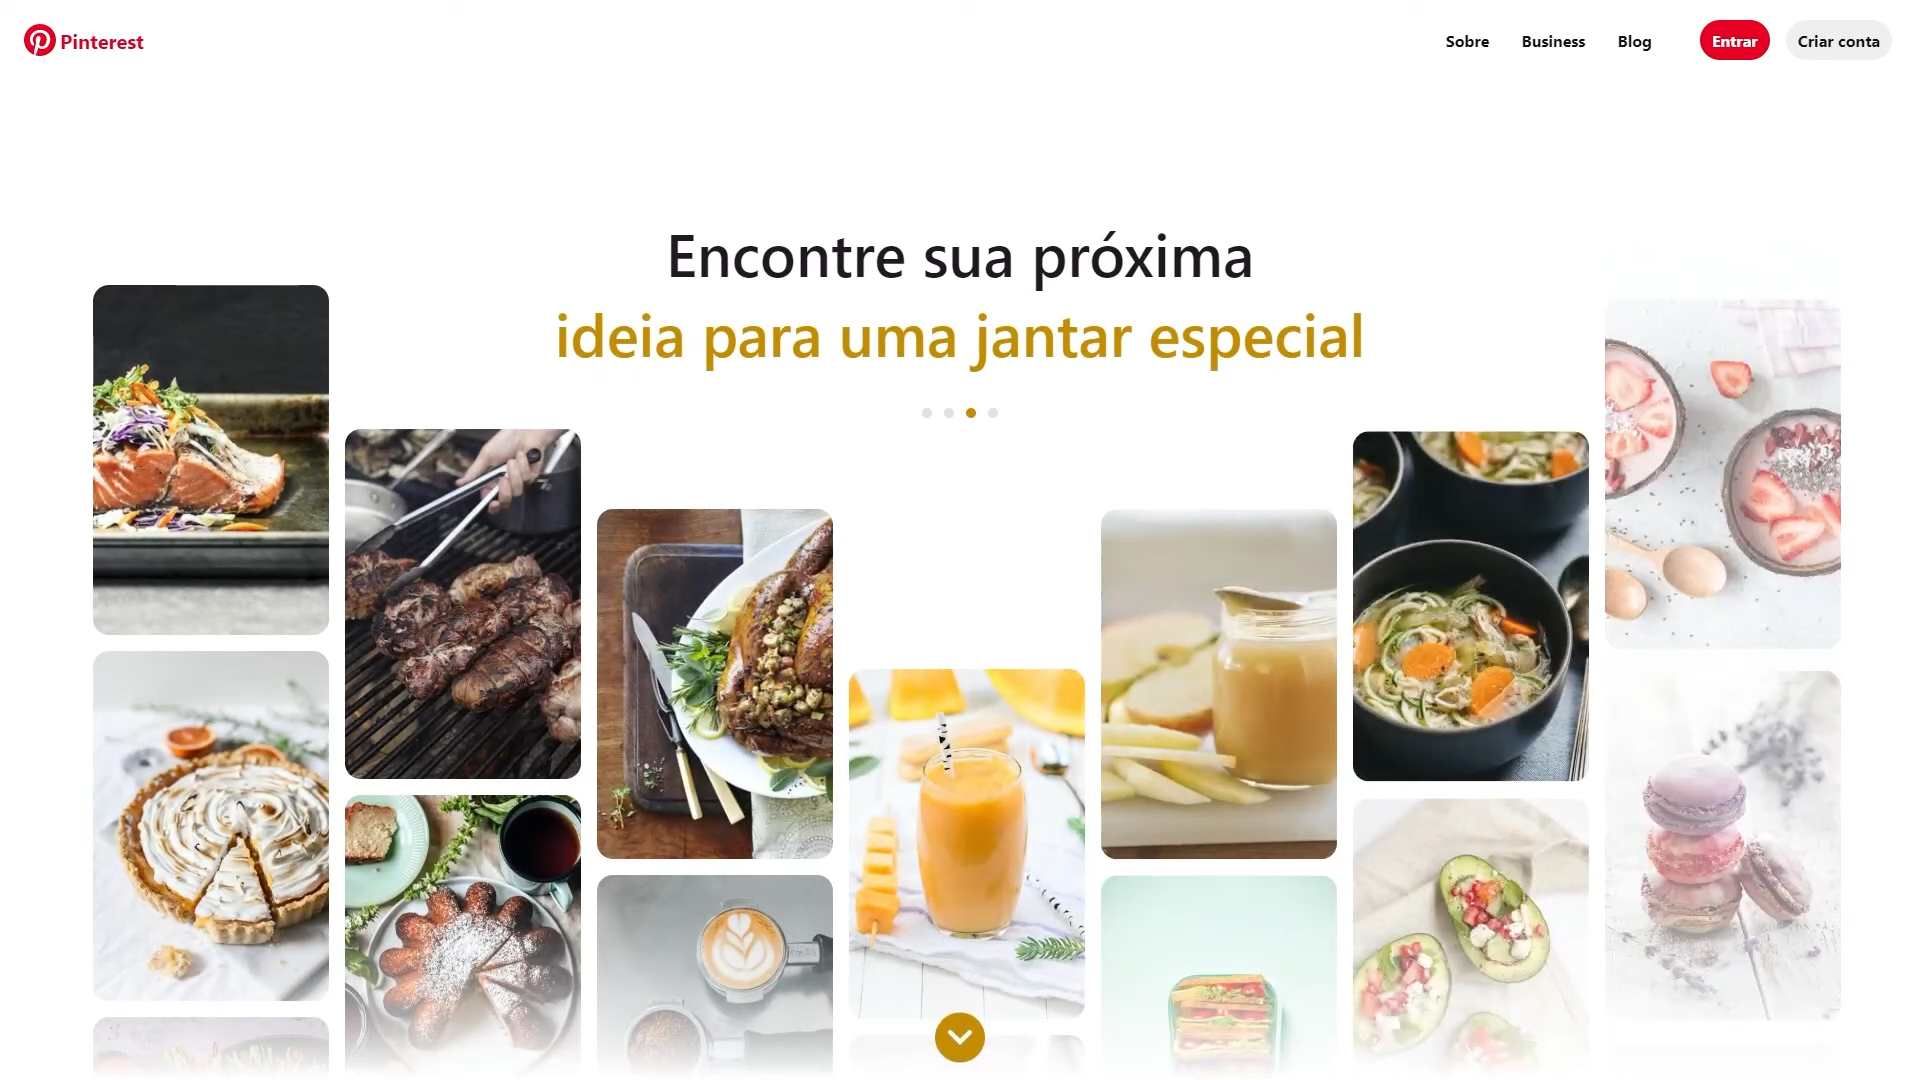 Pinterest
Sobre
Business
Blog
Entrar
Criar conta
Encontre sua próxima
ideia para uma jantar especial